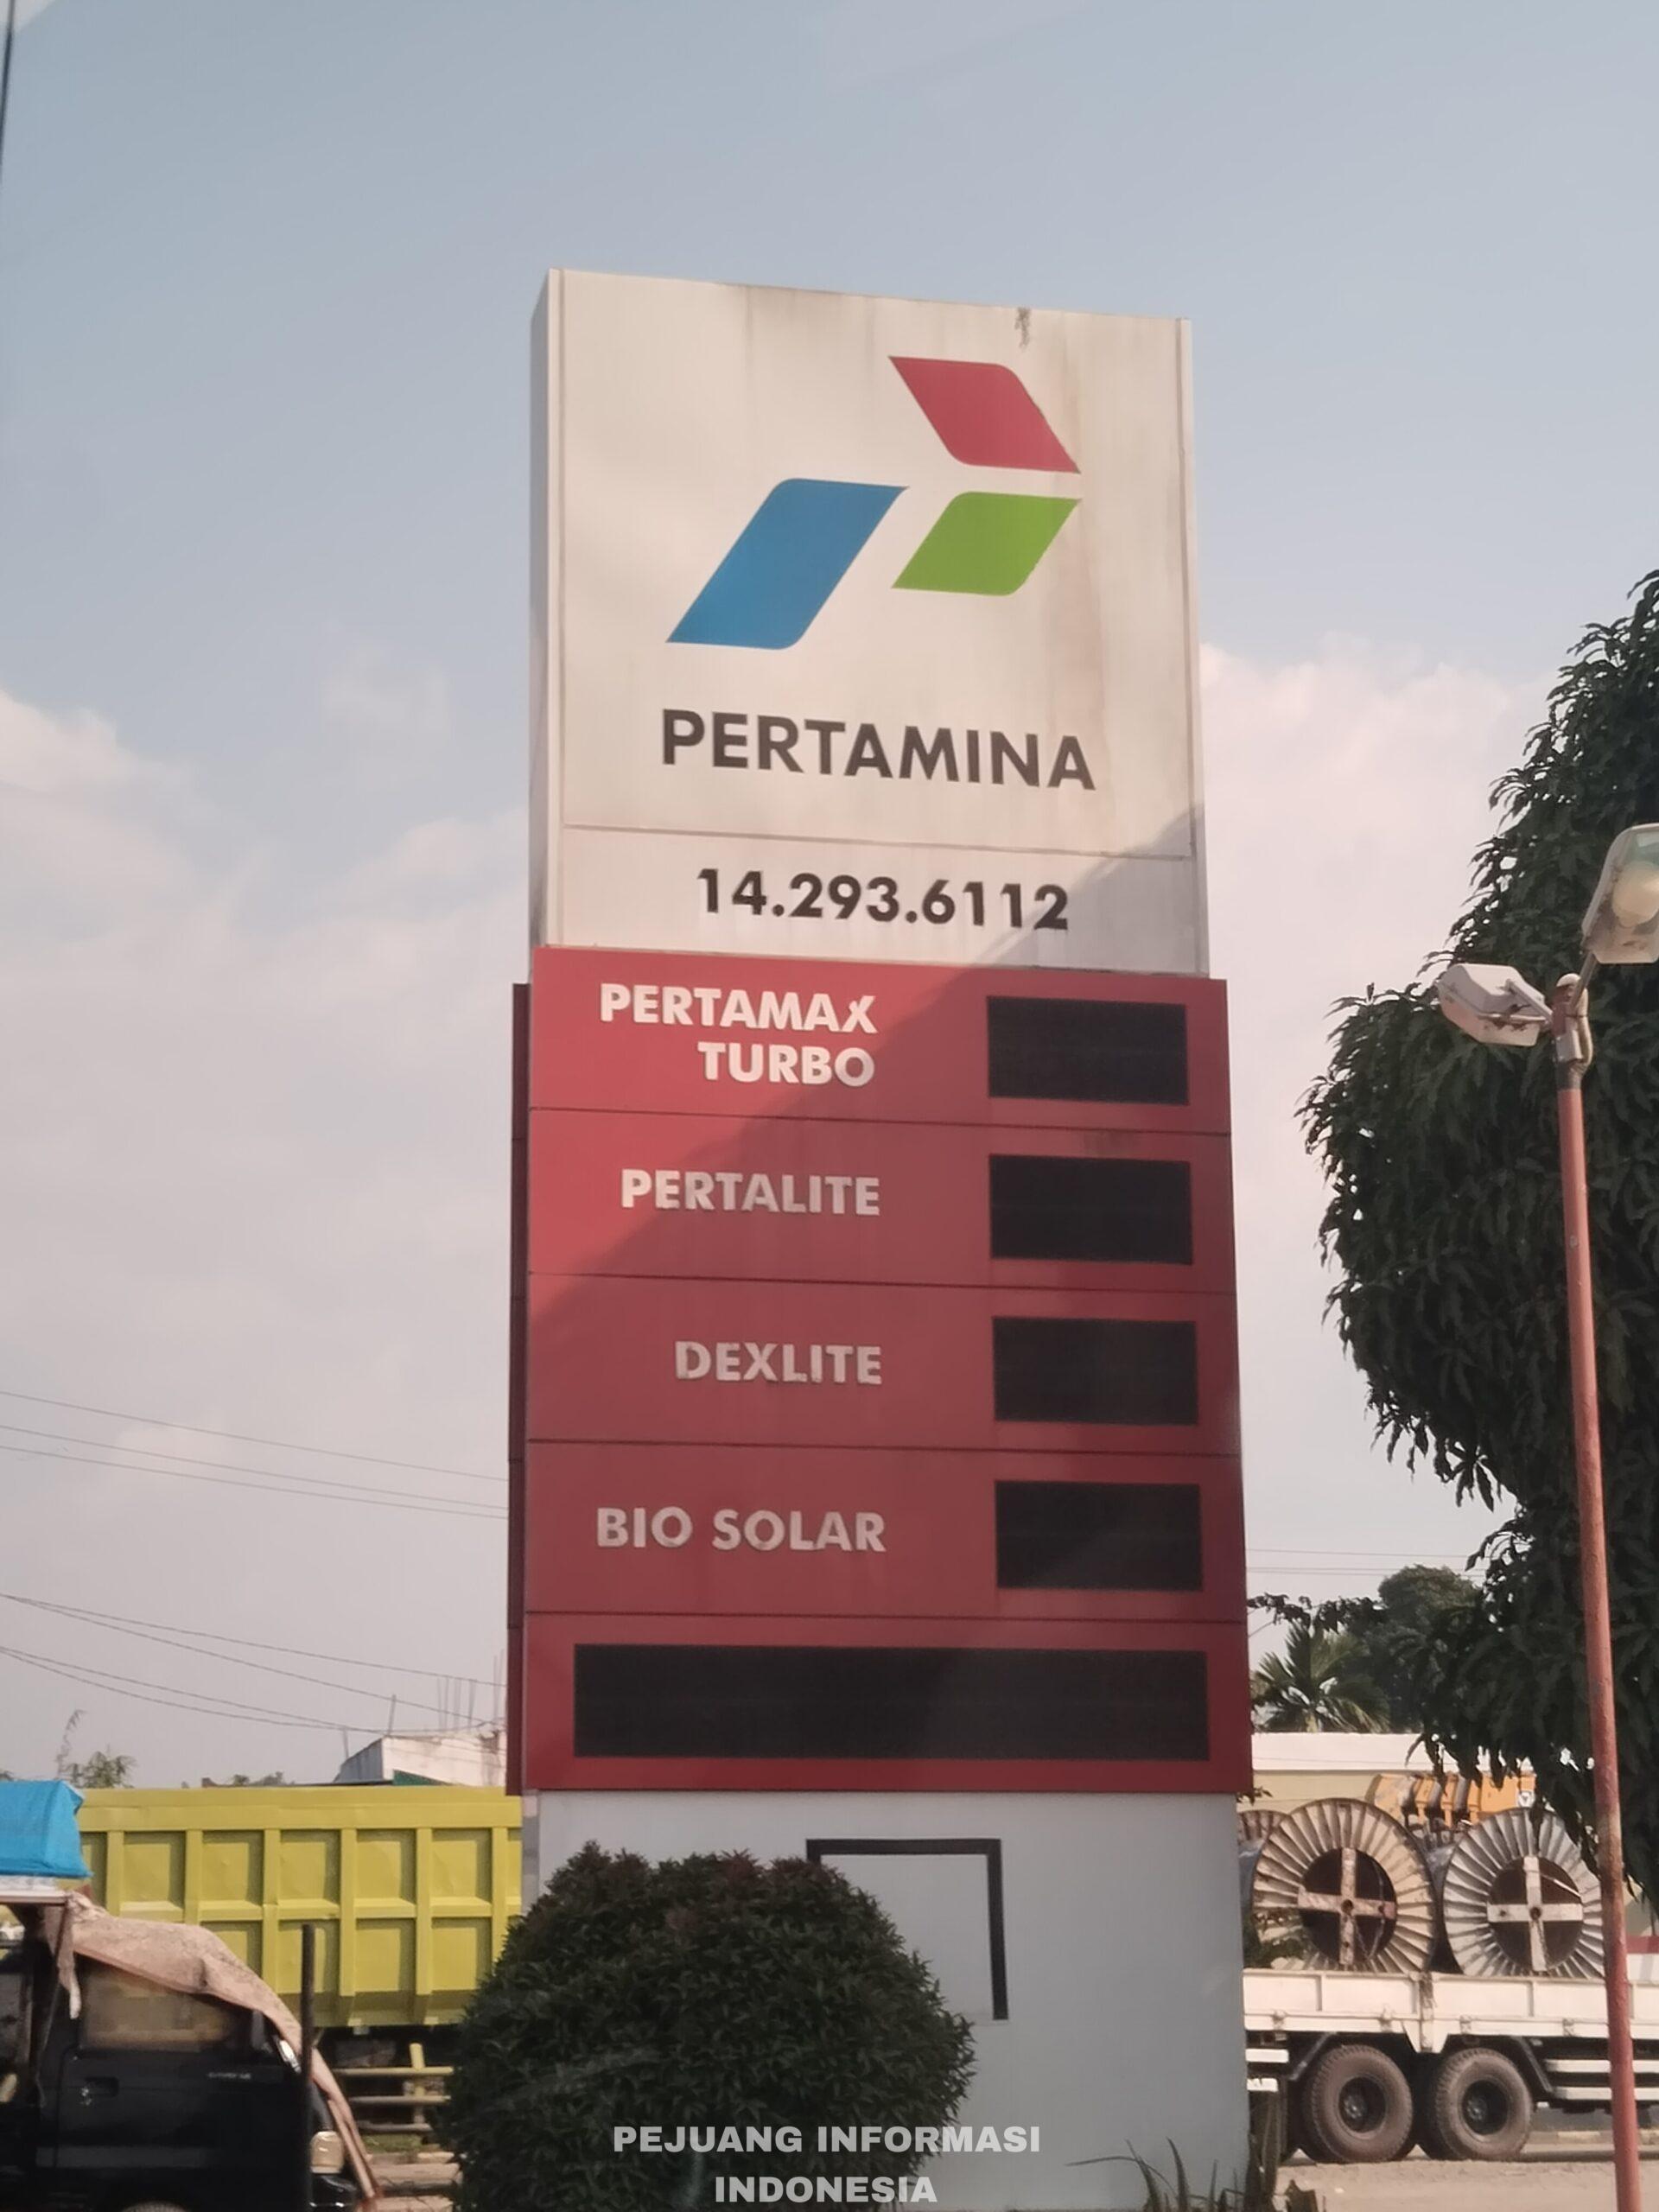 PERTAMINA
14.293.6112
PERTAMAX
TURBO
PERTALITE
DEXLITE
BIO SOLAR
PEJUANG INFORMASI
INDONESIA